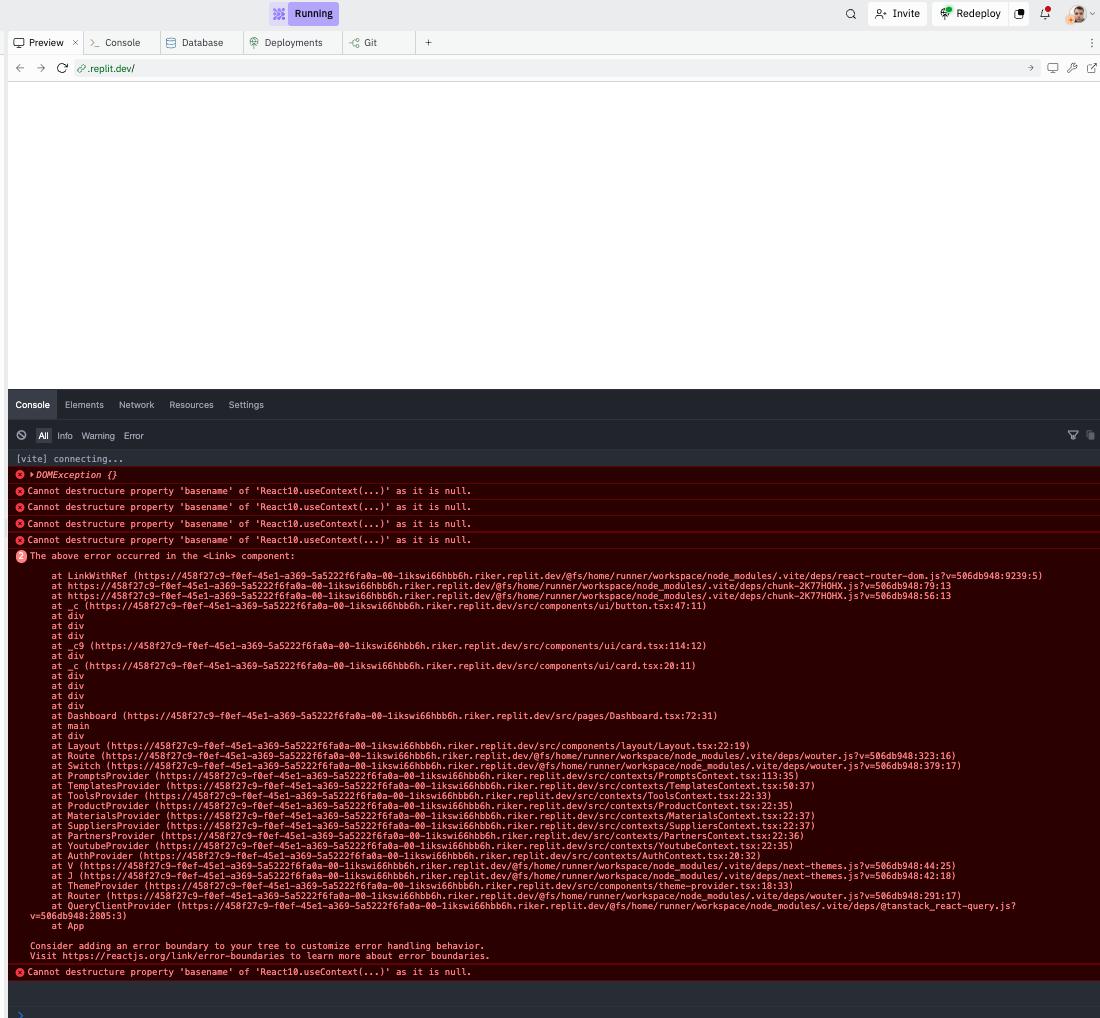 Running
Invite
Redeploy
Preview × Console Database Deployments Git +
.replit.dev/
Console Elements Network Resources Settings
All Info Warning Error
[vite] connecting...
DOMException {}
Cannot destructure property 'basename' of 'React10.useContext(...)' as it is null.
Cannot destructure property 'basename' of 'React10.useContext(...)' as it is null.
Cannot destructure property 'basename' of 'React10.useContext(...)' as it is null.
Cannot destructure property 'basename' of 'React10.useContext(...)' as it is null.
2 The above error occurred in the <Link> component:
at LinkWithRef (https://458f27c9-f0ef-45e1-a369-5a5222f6fa0a-00-1ikswi66hbb6h.riker.replit.dev/@fs/home/runner/workspace/node_modules/.vite/deps/react-router-dom.js?v=506db948:9239:5)
at https://458f27c9-f0ef-45e1-a369-5a5222f6fa0a-00-1ikswi66hbb6h.riker.replit.dev/@fs/home/runner/workspace/node_modules/.vite/deps/chunk-2K77HOHX.js?v=506db948:79:13
at https://458f27c9-f0ef-45e1-a369-5a5222f6fa0a-00-1ikswi66hbb6h.riker.replit.dev/@fs/home/runner/workspace/node_modules/.vite/deps/chunk-2K77HOHX.js?v=506db948:56:13
at _c (https://458f27c9-f0ef-45e1-a369-5a5222f6fa0a-00-1ikswi66hbb6h.riker.replit.dev/src/components/ui/button.tsx:47:11)
at div
at div
at div
at _c9 (https://458f27c9-f0ef-45e1-a369-5a5222f6fa0a-00-1ikswi66hbb6h.riker.replit.dev/src/components/ui/card.tsx:114:12)
at div
at _c (https://458f27c9-f0ef-45e1-a369-5a5222f6fa0a-00-1ikswi66hbb6h.riker.replit.dev/src/components/ui/card.tsx:20:11)
at div
at div
at div
at div
at Dashboard (https://458f27c9-f0ef-45e1-a369-5a5222f6fa0a-00-1ikswi66hbb6h.riker.replit.dev/src/pages/Dashboard.tsx:72:31)
at main
at div
at Layout (https://458f27c9-f0ef-45e1-a369-5a5222f6fa0a-00-1ikswi66hbb6h.riker.replit.dev/src/components/layout/Layout.tsx:22:19)
at Route (https://458f27c9-f0ef-45e1-a369-5a5222f6fa0a-00-1ikswi66hbb6h.riker.replit.dev/@fs/home/runner/workspace/node_modules/.vite/deps/wouter.js?v=506db948:323:16)
at Switch (https://458f27c9-f0ef-45e1-a369-5a5222f6fa0a-00-1ikswi66hbb6h.riker.replit.dev/@fs/home/runner/workspace/node_modules/.vite/deps/wouter.js?v=506db948:379:17)
at PromptsProvider (https://458f27c9-f0ef-45e1-a369-5a5222f6fa0a-00-1ikswi66hbb6h.riker.replit.dev/src/contexts/PromptsContext.tsx:113:35)
at TemplatesProvider (https://458f27c9-f0ef-45e1-a369-5a5222f6fa0a-00-1ikswi66hbb6h.riker.replit.dev/src/contexts/TemplatesContext.tsx:50:37)
at ToolsProvider (https://458f27c9-f0ef-45e1-a369-5a5222f6fa0a-00-1ikswi66hbb6h.riker.replit.dev/src/contexts/ToolsContext.tsx:22:33)
at ProductProvider (https://458f27c9-f0ef-45e1-a369-5a5222f6fa0a-00-1ikswi66hbb6h.riker.replit.dev/src/contexts/ProductContext.tsx:22:35)
at MaterialsProvider (https://458f27c9-f0ef-45e1-a369-5a5222f6fa0a-00-1ikswi66hbb6h.riker.replit.dev/src/contexts/MaterialsContext.tsx:22:37)
at SuppliersProvider (https://458f27c9-f0ef-45e1-a369-5a5222f6fa0a-00-1ikswi66hbb6h.riker.replit.dev/src/contexts/SuppliersContext.tsx:22:37)
at PartnersProvider (https://458f27c9-f0ef-45e1-a369-5a5222f6fa0a-00-1ikswi66hbb6h.riker.replit.dev/src/contexts/PartnersContext.tsx:22:36)
at YoutubeProvider (https://458f27c9-f0ef-45e1-a369-5a5222f6fa0a-00-1ikswi66hbb6h.riker.replit.dev/src/contexts/YoutubeContext.tsx:22:35)
at AuthProvider (https://458f27c9-f0ef-45e1-a369-5a5222f6fa0a-00-1ikswi66hbb6h.riker.replit.dev/src/contexts/AuthContext.tsx:20:32)
at V (https://458f27c9-f0ef-45e1-a369-5a5222f6fa0a-00-1ikswi66hbb6h.riker.replit.dev/@fs/home/runner/workspace/node_modules/.vite/deps/next-themes.js?v=506db948:44:25)
at J (https://458f27c9-f0ef-45e1-a369-5a5222f6fa0a-00-1ikswi66hbb6h.riker.replit.dev/@fs/home/runner/workspace/node_modules/.vite/deps/next-themes.js?v=506db948:42:18)
at ThemeProvider (https://458f27c9-f0ef-45e1-a369-5a5222f6fa0a-00-1ikswi66hbb6h.riker.replit.dev/src/components/theme-provider.tsx:18:33)
at Router (https://458f27c9-f0ef-45e1-a369-5a5222f6fa0a-00-1ikswi66hbb6h.riker.replit.dev/@fs/home/runner/workspace/node_modules/.vite/deps/wouter.js?v=506db948:291:17)
at QueryClientProvider (https://458f27c9-f0ef-45e1-a369-5a5222f6fa0a-00-1ikswi66hbb6h.riker.replit.dev/@fs/home/runner/workspace/node_modules/.vite/deps/@tanstack_react-query.js?
v=506db948:2805:3)
at App
Consider adding an error boundary to your tree to customize error handling behavior.
Visit https://reactjs.org/link/error-boundaries to learn more about error boundaries.
Cannot destructure property 'basename' of 'React10.useContext(...)' as it is null.